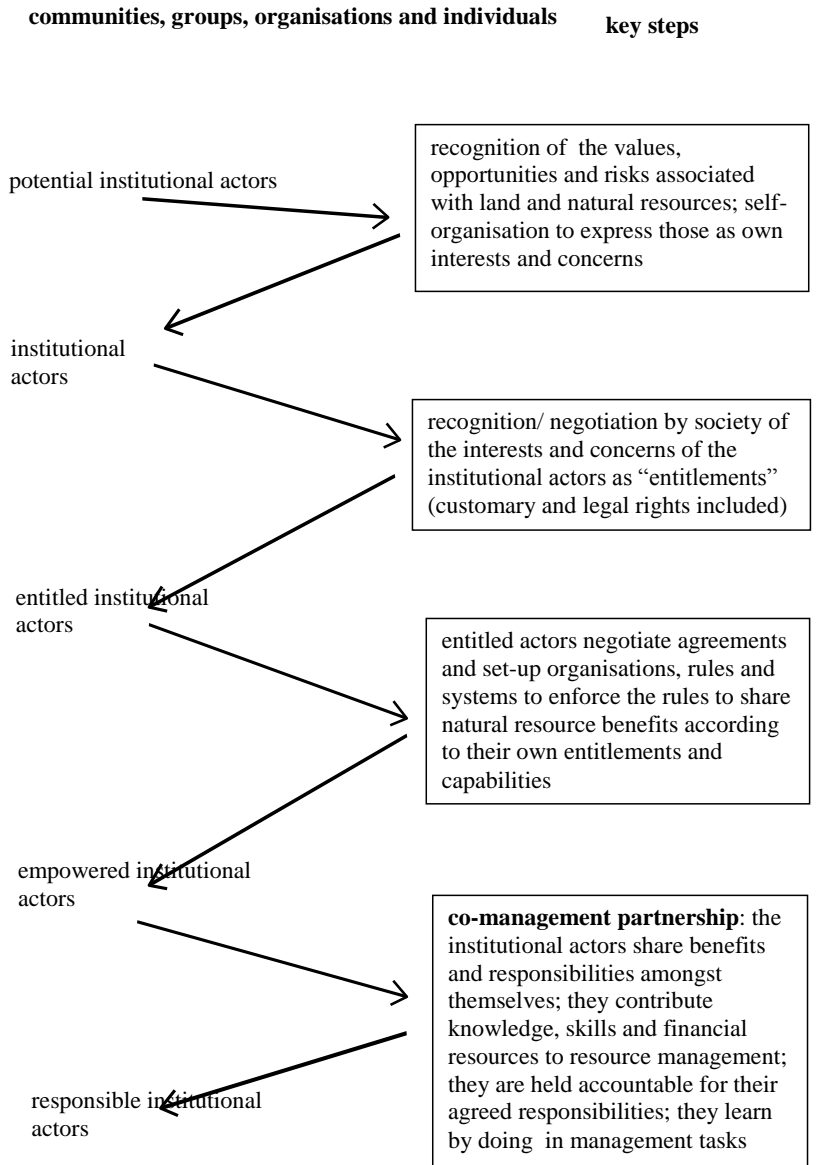 communities, groups, organisations and individuals
key steps
potential institutional actors
recognition of the values,
opportunities and risks associated
with land and natural resources; self-
organisation to express those as own
interests and concerns
institutional
actors
recognition/ negotiation by society of
the interests and concerns of the
institutional actors as “entitlements”
(customary and legal rights included)
entitled institutional
actors
entitled actors negotiate agreements
and set-up organisations, rules and
systems to enforce the rules to share
natural resource benefits according
to their own entitlements and
capabilities
empowered institutional
actors
co-management partnership: the
institutional actors share benefits
and responsibilities amongst
themselves; they contribute
knowledge, skills and financial
resources to resource management;
they are held accountable for their
agreed responsibilities; they learn
by doing in management tasks
responsible institutional
actors